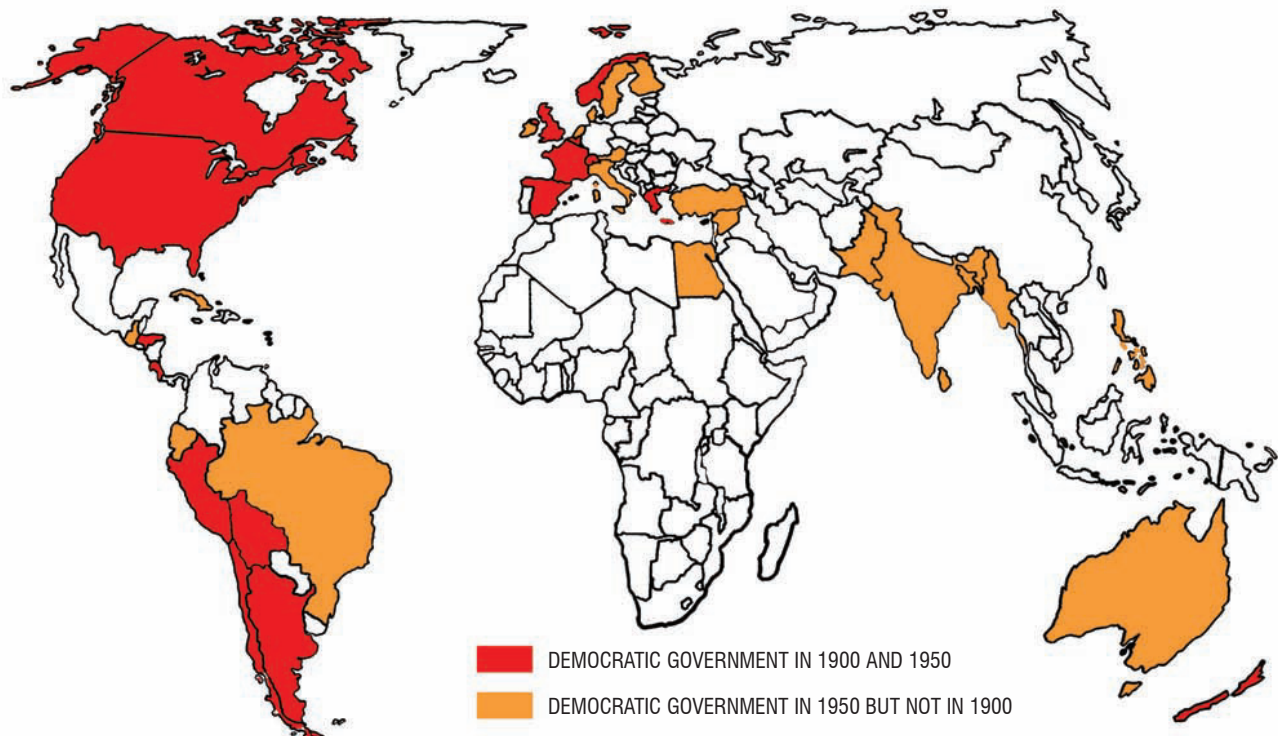 DEMOCRATIC GOVERNMENT IN 1900 AND 1950
DEMOCRATIC GOVERNMENT IN 1950 BUT NOT IN 1900